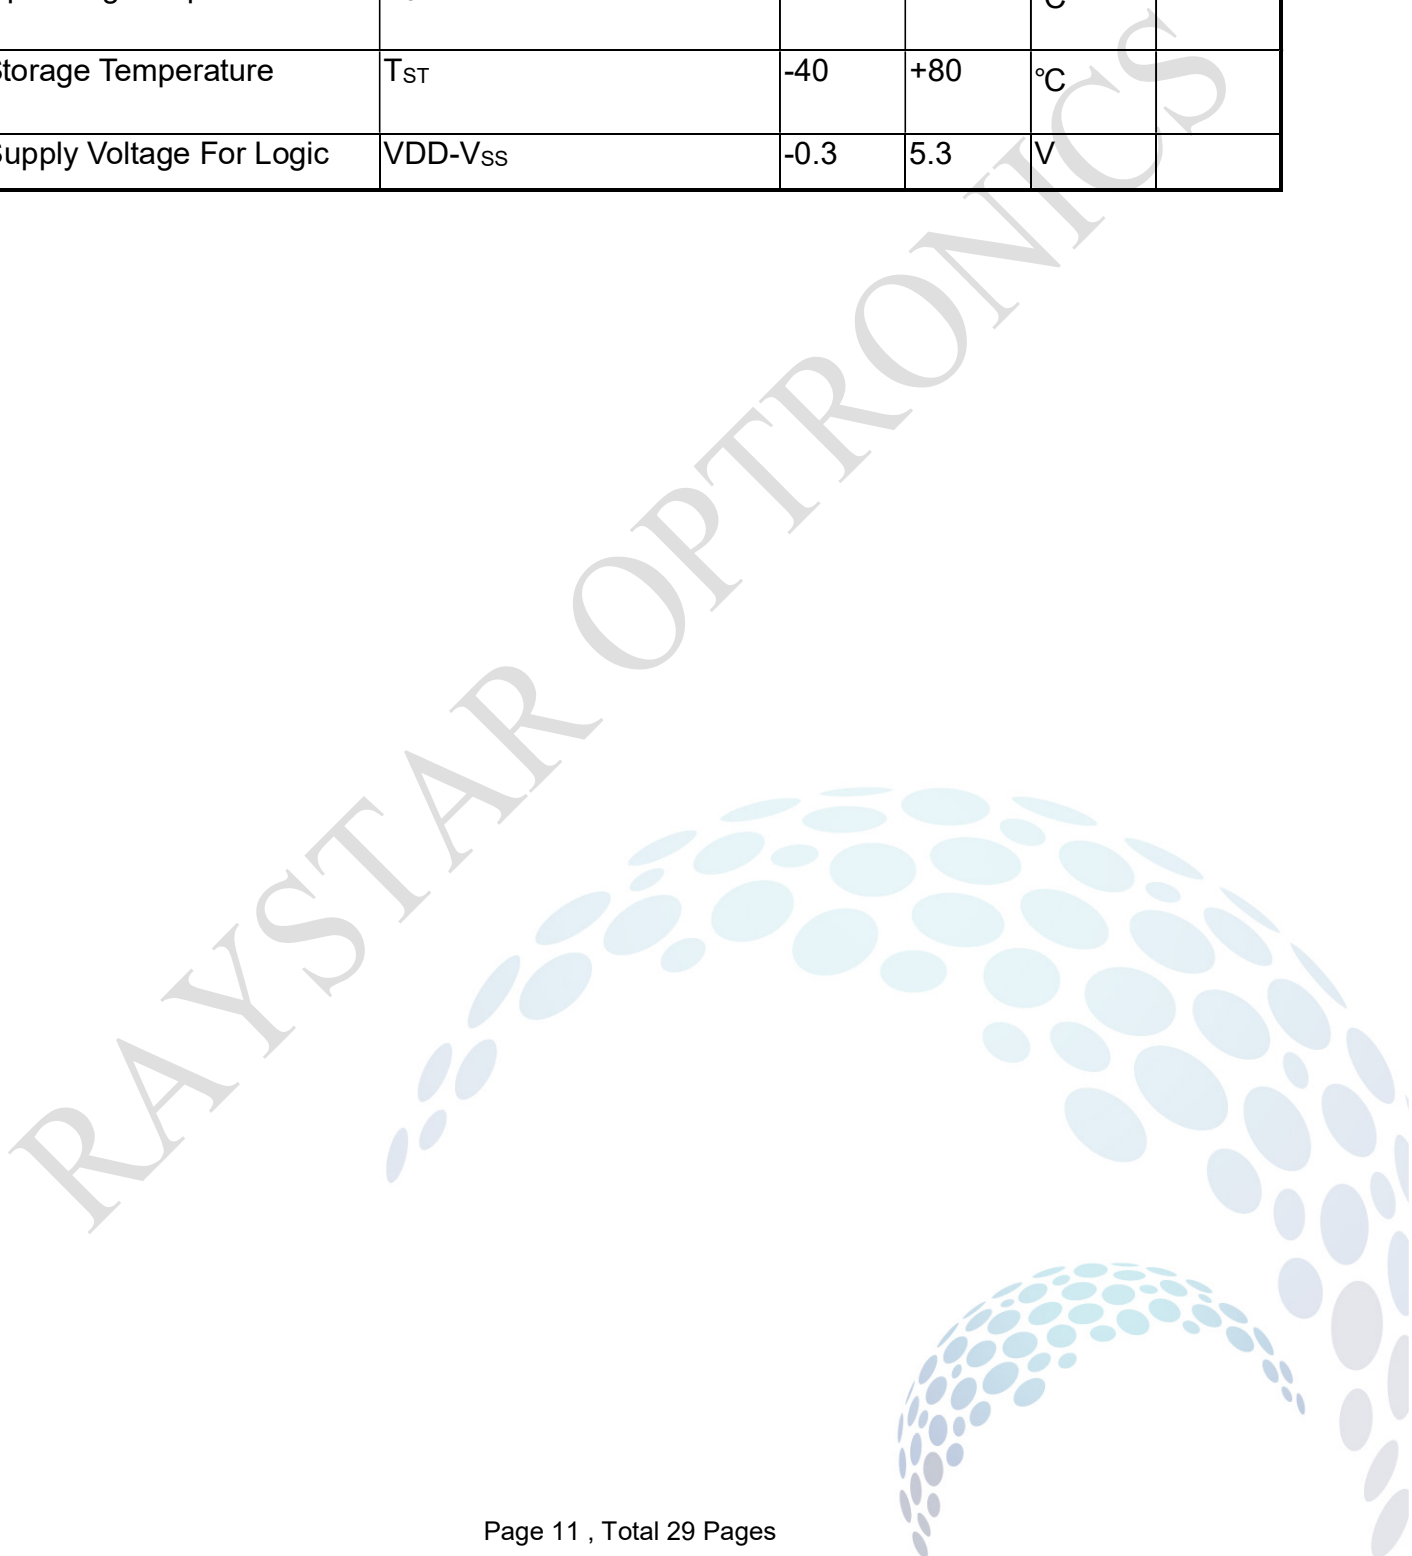 ℃
Storage Temperature TST -40 +80 ℃
Supply Voltage For Logic VDD-VSS -0.3 5.3 V
RAYSTAR OPTRONICS
Page 11 , Total 29 Pages